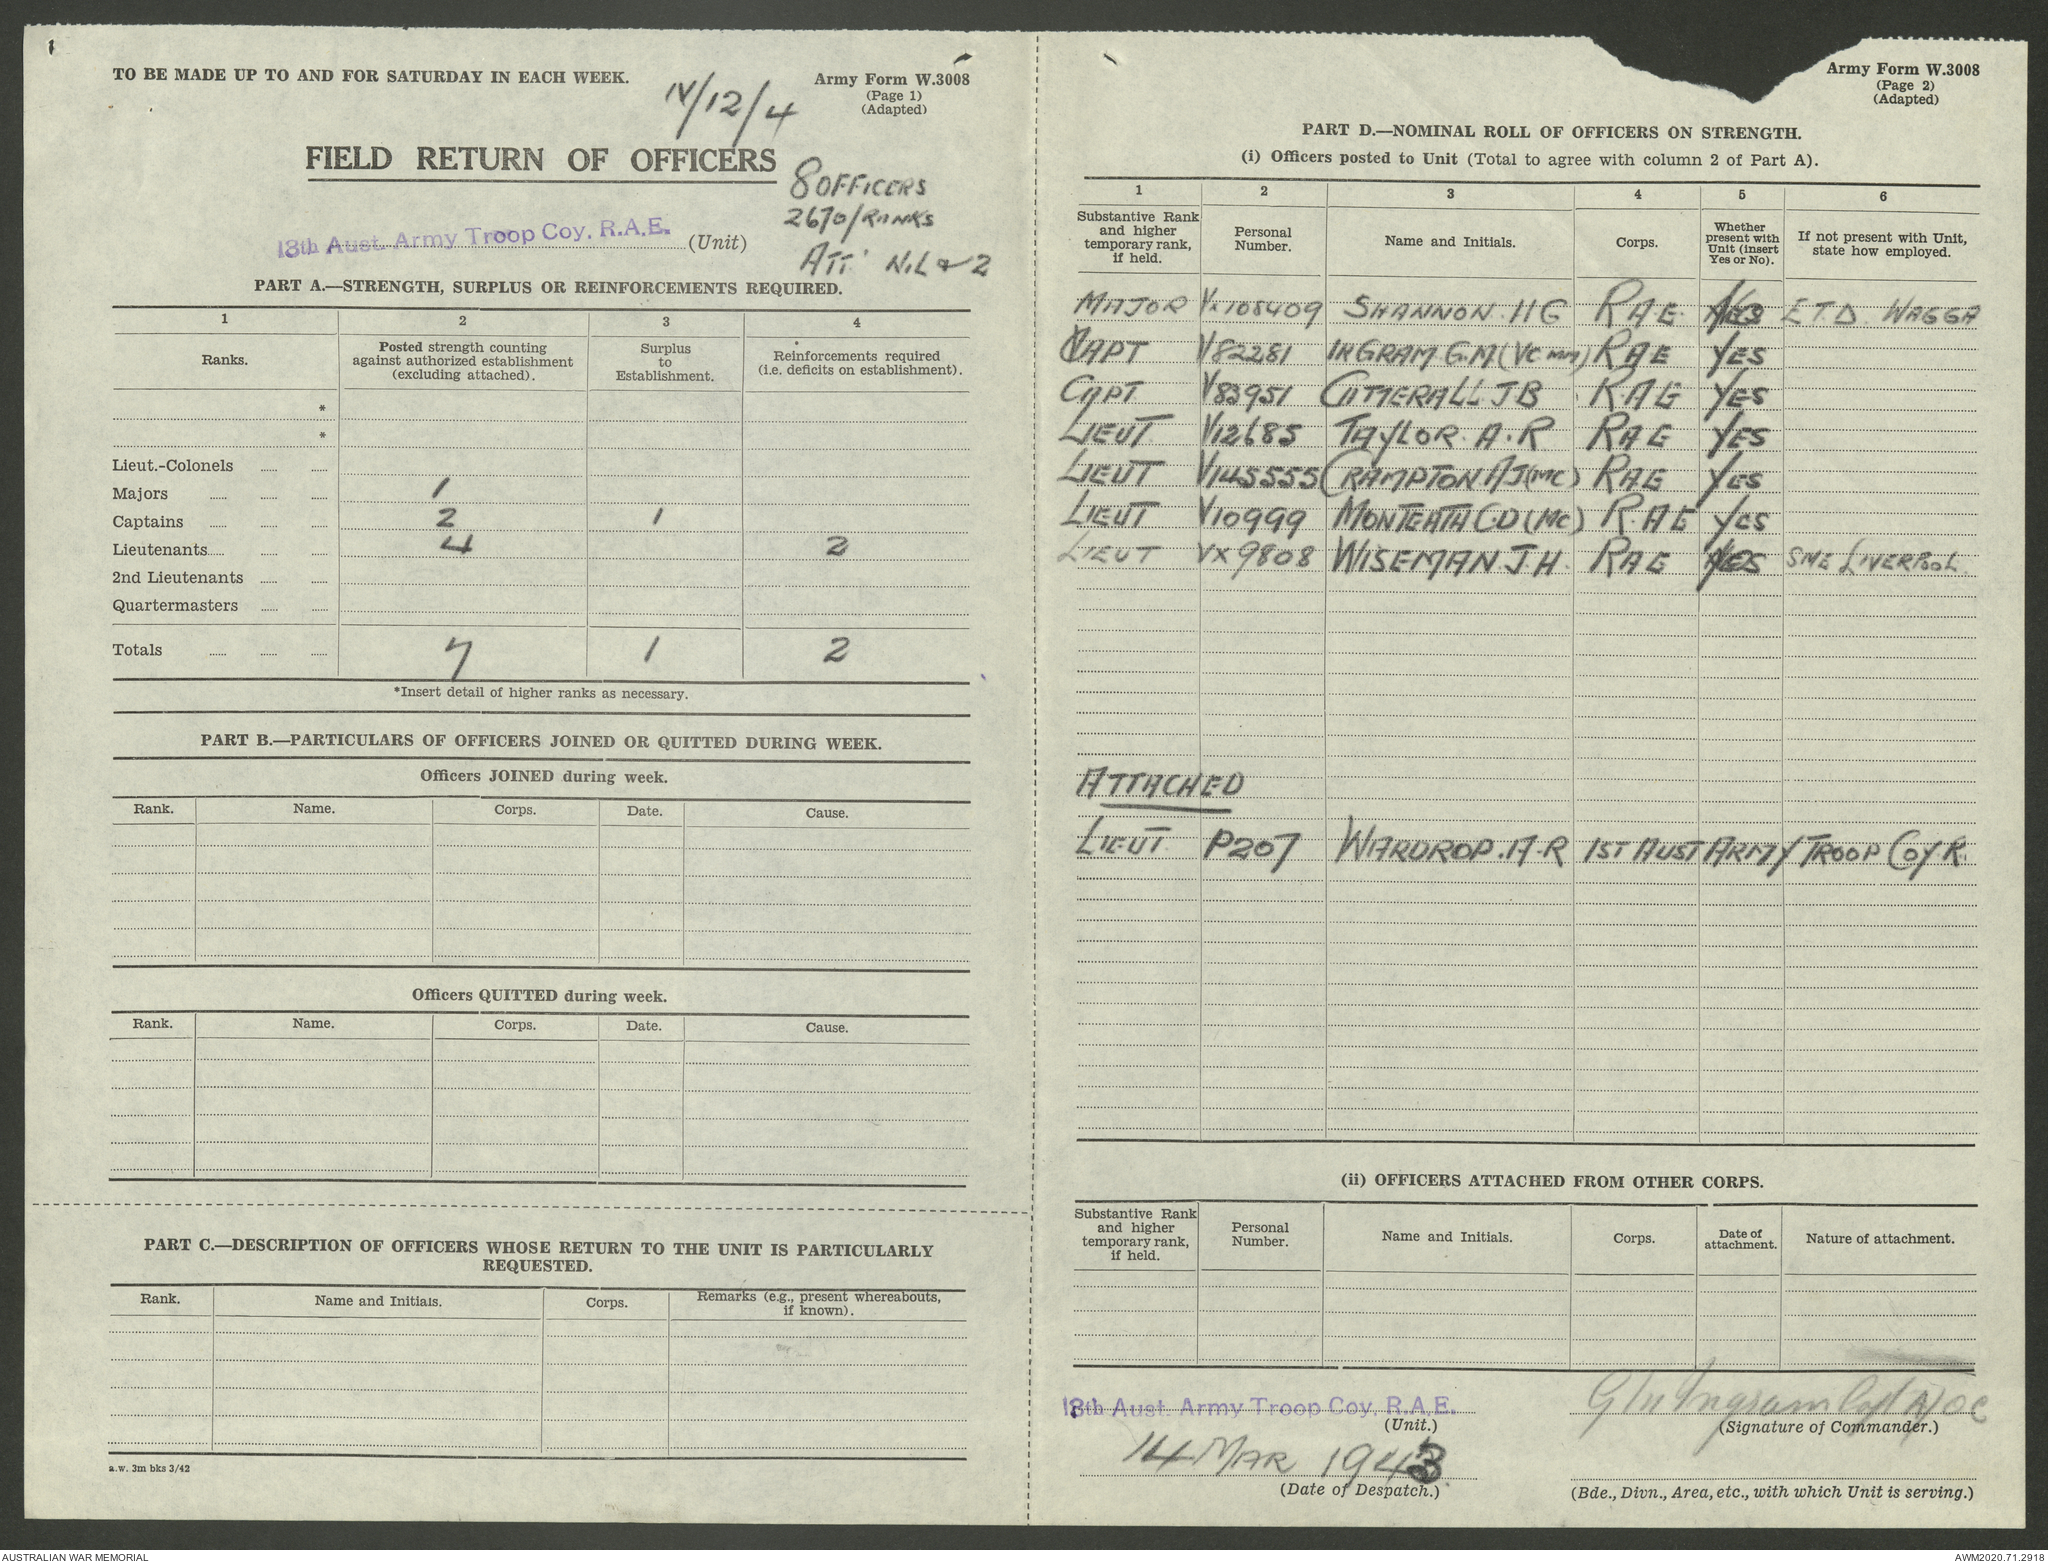 TO BE MADE UP TO AND FOR SATURDAY IN EACH WEEK.
Army Form W.3008
(Page 1)
(Adapted)
IV/12/4
FIELD RETURN OF OFFICERS
8 OFFICERS
267 O/RANKS
ATT. NIL & 2
18th Aust. Army Troop Coy. R.A.E. (Unit)
PART A.—STRENGTH, SURPLUS OR REINFORCEMENTS REQUIRED.
1 2 3 4
Ranks. Posted strength counting against authorized establishment (excluding attached). Surplus to Establishment. Reinforcements required (i.e. deficits on establishment).
*
*
Lieut.-Colonels
Majors 1
Captains 2 1
Lieutenants 4 2
2nd Lieutenants
Quartermasters
Totals 7 1 2
*Insert detail of higher ranks as necessary.
PART B.—PARTICULARS OF OFFICERS JOINED OR QUITTED DURING WEEK.
Officers JOINED during week.
Rank. Name. Corps. Date. Cause.
Officers QUITTED during week.
Rank. Name. Corps. Date. Cause.
PART C.—DESCRIPTION OF OFFICERS WHOSE RETURN TO THE UNIT IS PARTICULARLY
REQUESTED.
Rank. Name and Initials. Corps. Remarks (e.g., present whereabouts, if known).
a.w. 3m bks 3/42
Army Form W.3008
(Page 2)
(Adapted)
PART D.—NOMINAL ROLL OF OFFICERS ON STRENGTH.
(i) Officers posted to Unit (Total to agree with column 2 of Part A).
1 2 3 4 5 6
Substantive Rank and higher temporary rank, if held. Personal Number. Name and Initials. Corps. Whether present with Unit (insert Yes or No). If not present with Unit, state how employed.
MAJOR VX108409 SHANNON. H G RAE E.T.D. WAGGA
CAPT V82281 INGRAM G.M (VC MM) RAE YES
CAPT V83951 CATTERALL J B R.AE YES
LIEUT V12685 TAYLOR. A. R RAE YES
LIEUT V145555 CRAMPTON A J (MC) RAE YES
LIEUT V10999 MONTEATH C.D (MC) R.AE YES
LIEUT VX9808 WISEMAN J.H. RAE SME LIVERPOOL.
ATTACHED
LIEUT P207 WARDROP. A. R 1ST AUST ARMY TROOP COY R.
(ii) OFFICERS ATTACHED FROM OTHER CORPS.
Substantive Rank and higher temporary rank, if held. Personal Number. Name and Initials. Corps. Date of attachment. Nature of attachment.
18th Aust. Army Troop Coy. R.A.E.
(Unit.)
G M Ingram Capt A/OC
(Signature of Commander.)
14 MAR 1943
(Date of Despatch.)
(Bde., Divn., Area, etc., with which Unit is serving.)
AUSTRALIAN WAR MEMORIAL
AWM2020.71.2918